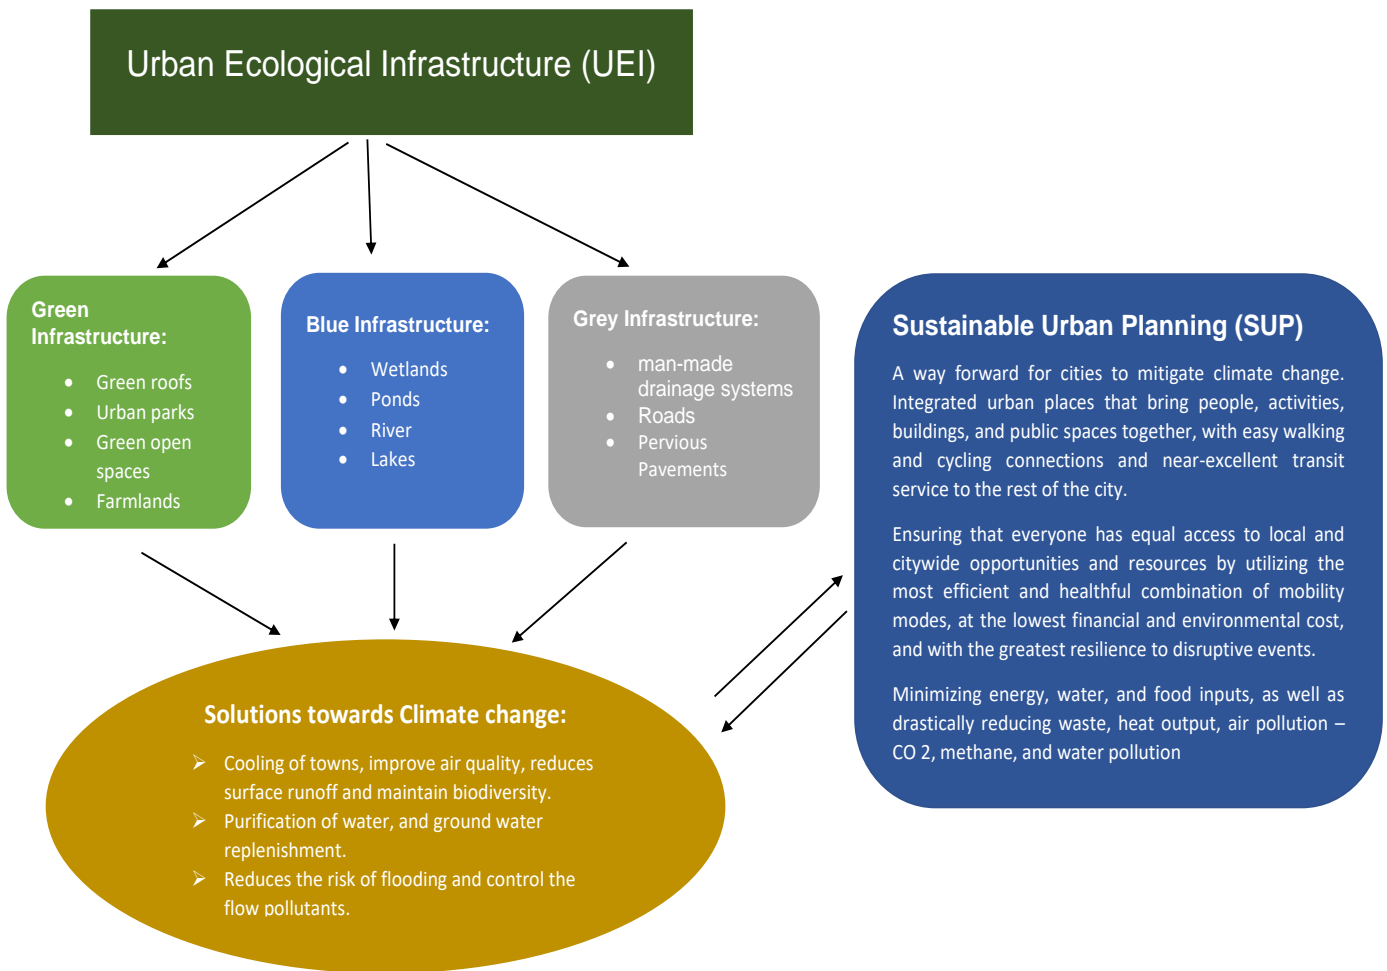 Urban Ecological Infrastructure (UEI)
Green
Infrastructure:
• Green roofs
• Urban parks
• Green open
spaces
• Farmlands
Blue Infrastructure:
• Wetlands
• Ponds
• River
• Lakes
Grey Infrastructure:
• man-made
drainage systems
• Roads
• Pervious
Pavements
Sustainable Urban Planning (SUP)
A way forward for cities to mitigate climate change.
Integrated urban places that bring people, activities,
buildings, and public spaces together, with easy walking
and cycling connections and near-excellent transit
service to the rest of the city.
Ensuring that everyone has equal access to local and
citywide opportunities and resources by utilizing the
most efficient and healthful combination of mobility
modes, at the lowest financial and environmental cost,
and with the greatest resilience to disruptive events.
Minimizing energy, water, and food inputs, as well as
drastically reducing waste, heat output, air pollution –
CO 2, methane, and water pollution
Solutions towards Climate change:
➢ Cooling of towns, improve air quality, reduces
surface runoff and maintain biodiversity.
➢ Purification of water, and ground water
replenishment.
➢ Reduces the risk of flooding and control the
flow pollutants.